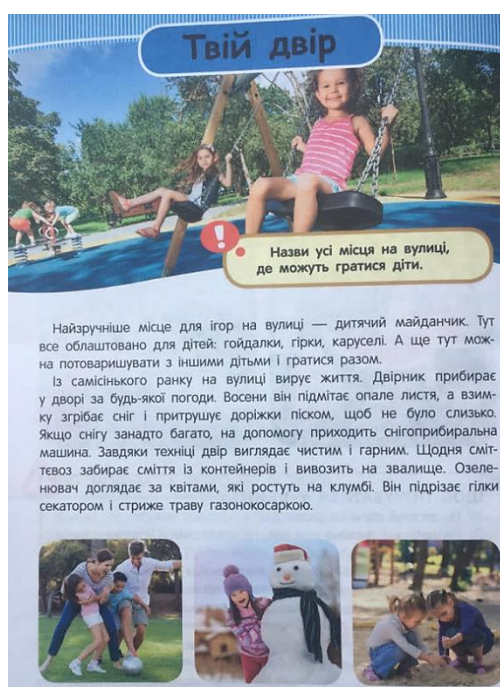 Твій двір
!
Назви усі місця на вулиці,
де можуть гратися діти.
Найзручніше місце для ігор на вулиці — дитячий майданчик. Тут
все облаштовано для дітей: гойдалки, гірки, каруселі. А ще тут мож-
на потоваришувати з іншими дітьми і гратися разом.
Із самісінького ранку на вулиці вирує життя. Двірник прибирає
у дворі за будь-якої погоди. Восени він підмітає опале листя, а взим-
ку згрібає сніг і притрушує доріжки піском, щоб не було слизько.
Якщо снігу занадто багато, на допомогу приходить снігоприбиральна
машина. Завдяки техніці двір виглядає чистим і гарним. Щодня сміт-
тєвоз забирає сміття із контейнерів і вивозить на звалище. Озеле-
нювач доглядає за квітами, які ростуть на клумбі. Він підрізає гілки
секатором і стриже траву газонокосаркою.